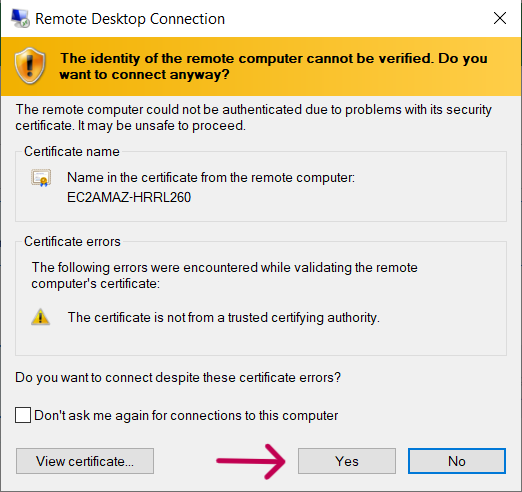 Remote Desktop Connection
The identity of the remote computer cannot be verified. Do you
want to connect anyway?
The remote computer could not be authenticated due to problems with its security
certificate. It may be unsafe to proceed.
Certificate name
Name in the certificate from the remote computer:
EC2AMAZ-HRRL260
Certificate errors
The following errors were encountered while validating the remote
computer's certificate:
The certificate is not from a trusted certifying authority.
Do you want to connect despite these certificate errors?
Don't ask me again for connections to this computer
View certificate... Yes No